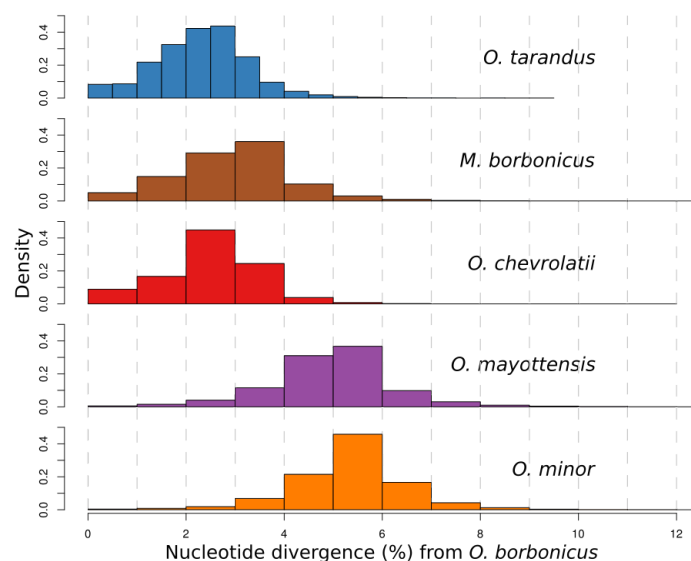 0.0 0.2 0.4
O. tarandus
0.0 0.2 0.4
M. borbonicus
0.0 0.2 0.4
O. chevrolatii
0.0 0.2 0.4
O. mayottensis
0.0 0.2 0.4
O. minor
Density
0 2 4 6 8 10 12
Nucleotide divergence (%) from O. borbonicus